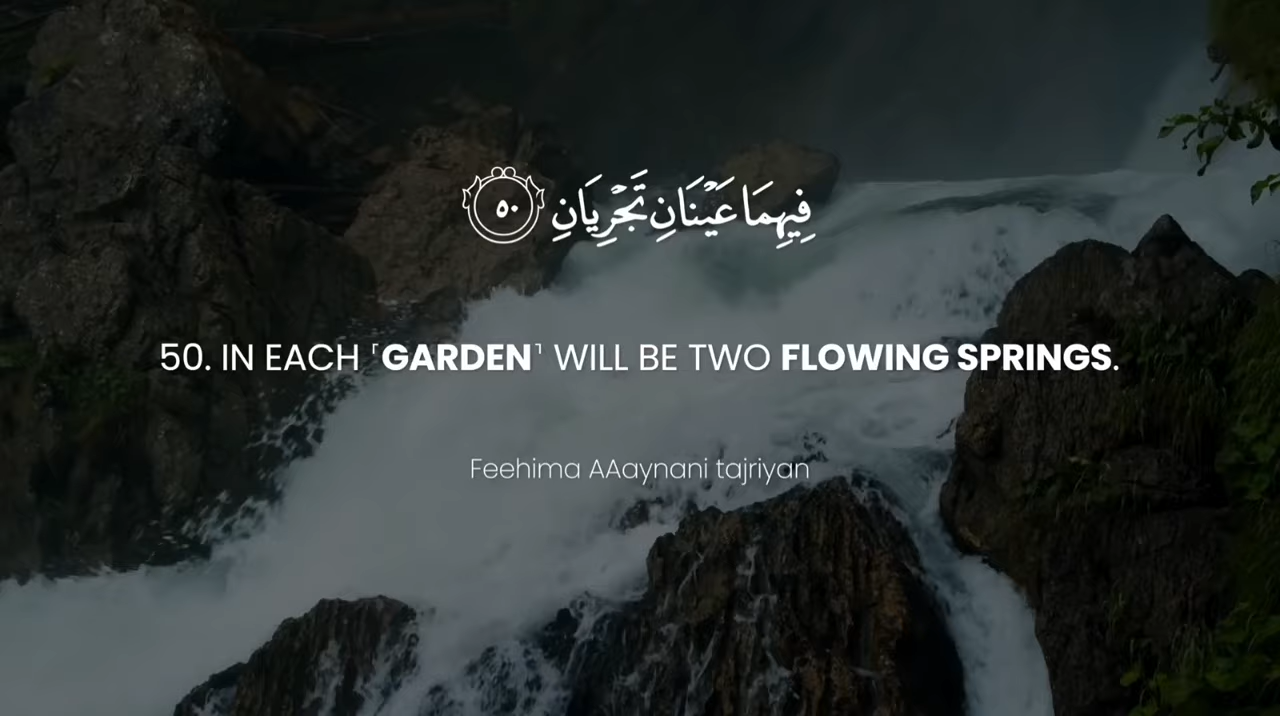 فِيهِمَا عَيْنَانِ تَجْرِيَانِ ٥٠
50. IN EACH ⸢GARDEN⸣ WILL BE TWO FLOWING SPRINGS.
Feehima AAaynani tajriyan